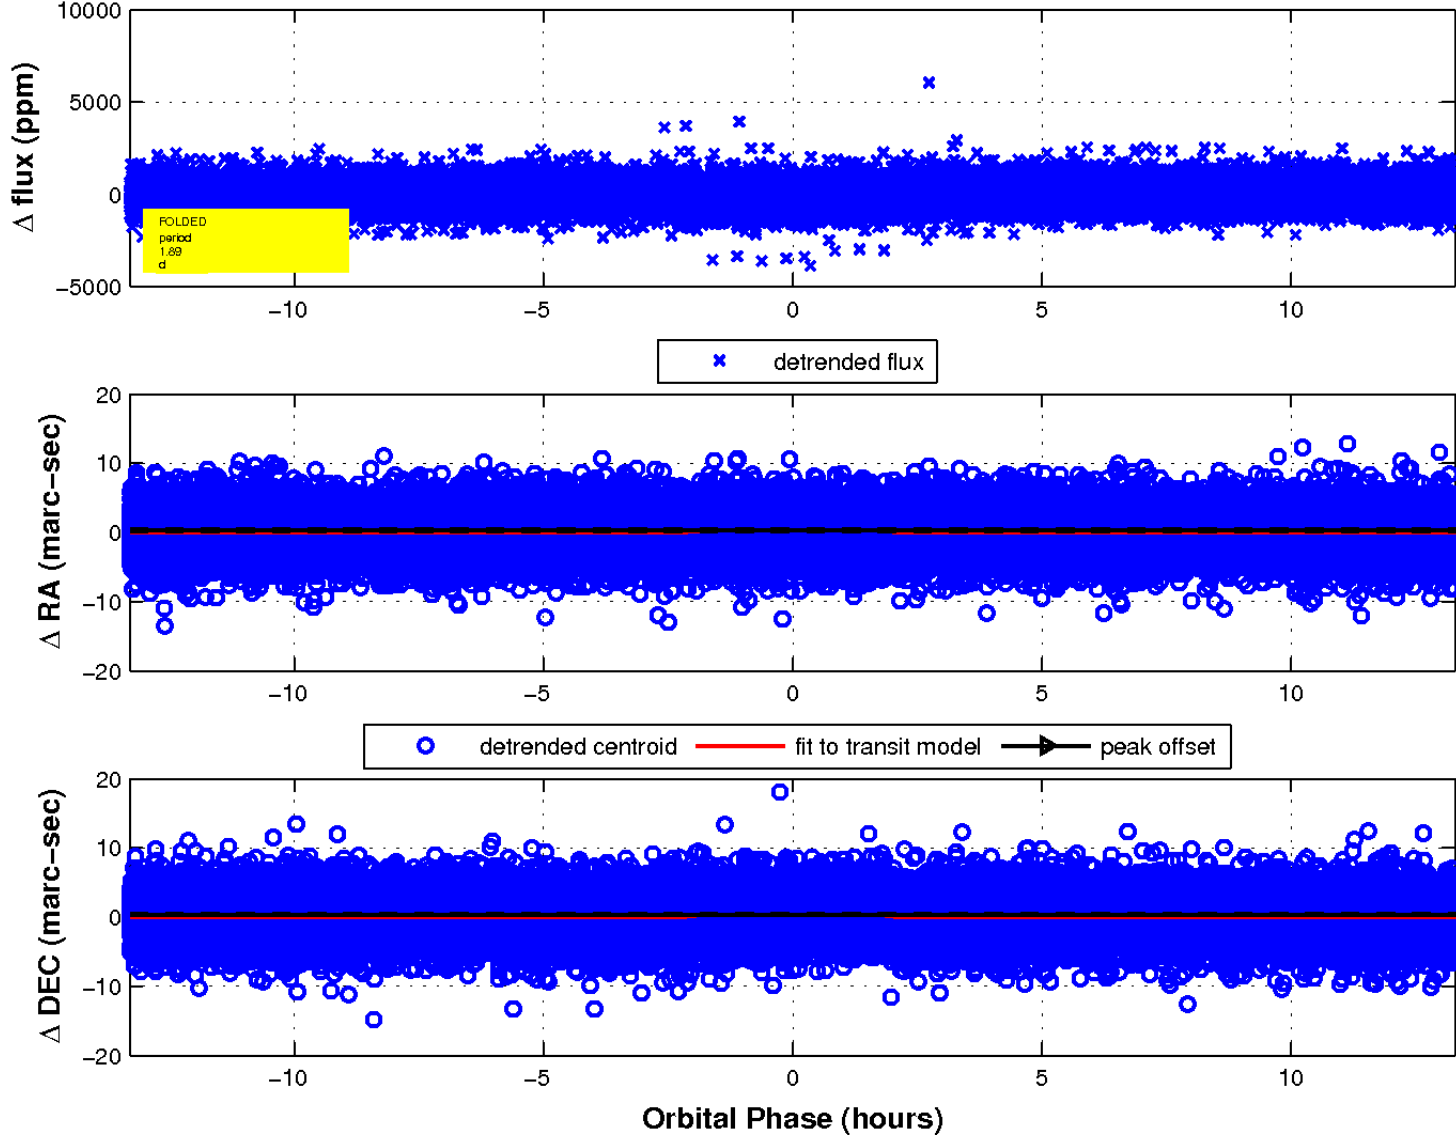 10000
5000
0
−5000
Δ flux (ppm)
FOLDED
period
1.89
d
−10
−5
0
5
10
detrended flux
20
10
0
−10
−20
Δ RA (marc−sec)
−10
−5
0
5
10
detrended centroid
fit to transit model
peak offset
20
10
0
−10
−20
Δ DEC (marc−sec)
−10
−5
0
5
10
Orbital Phase (hours)